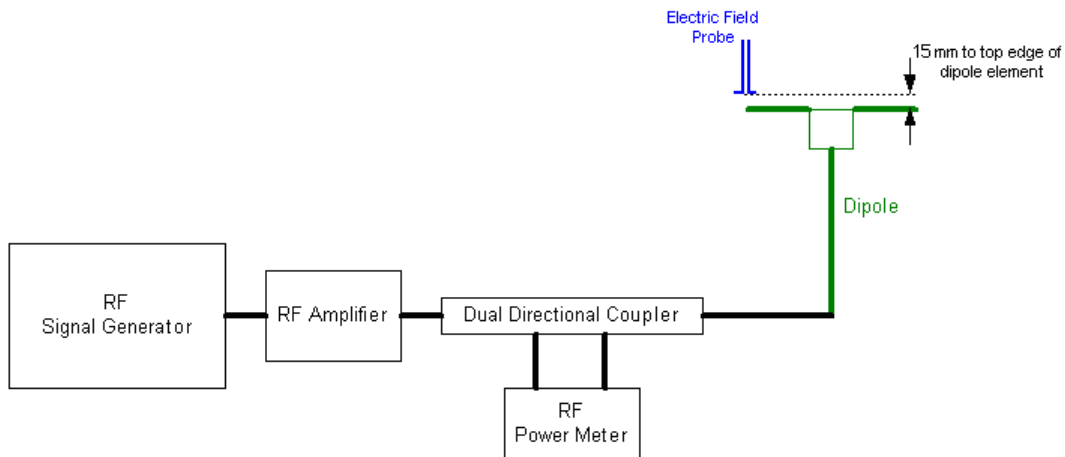 Electric Field
Probe
15 mm to top edge of
dipole element
Dipole
RF
Signal Generator
RF Amplifier
Dual Directional Coupler
RF
Power Meter